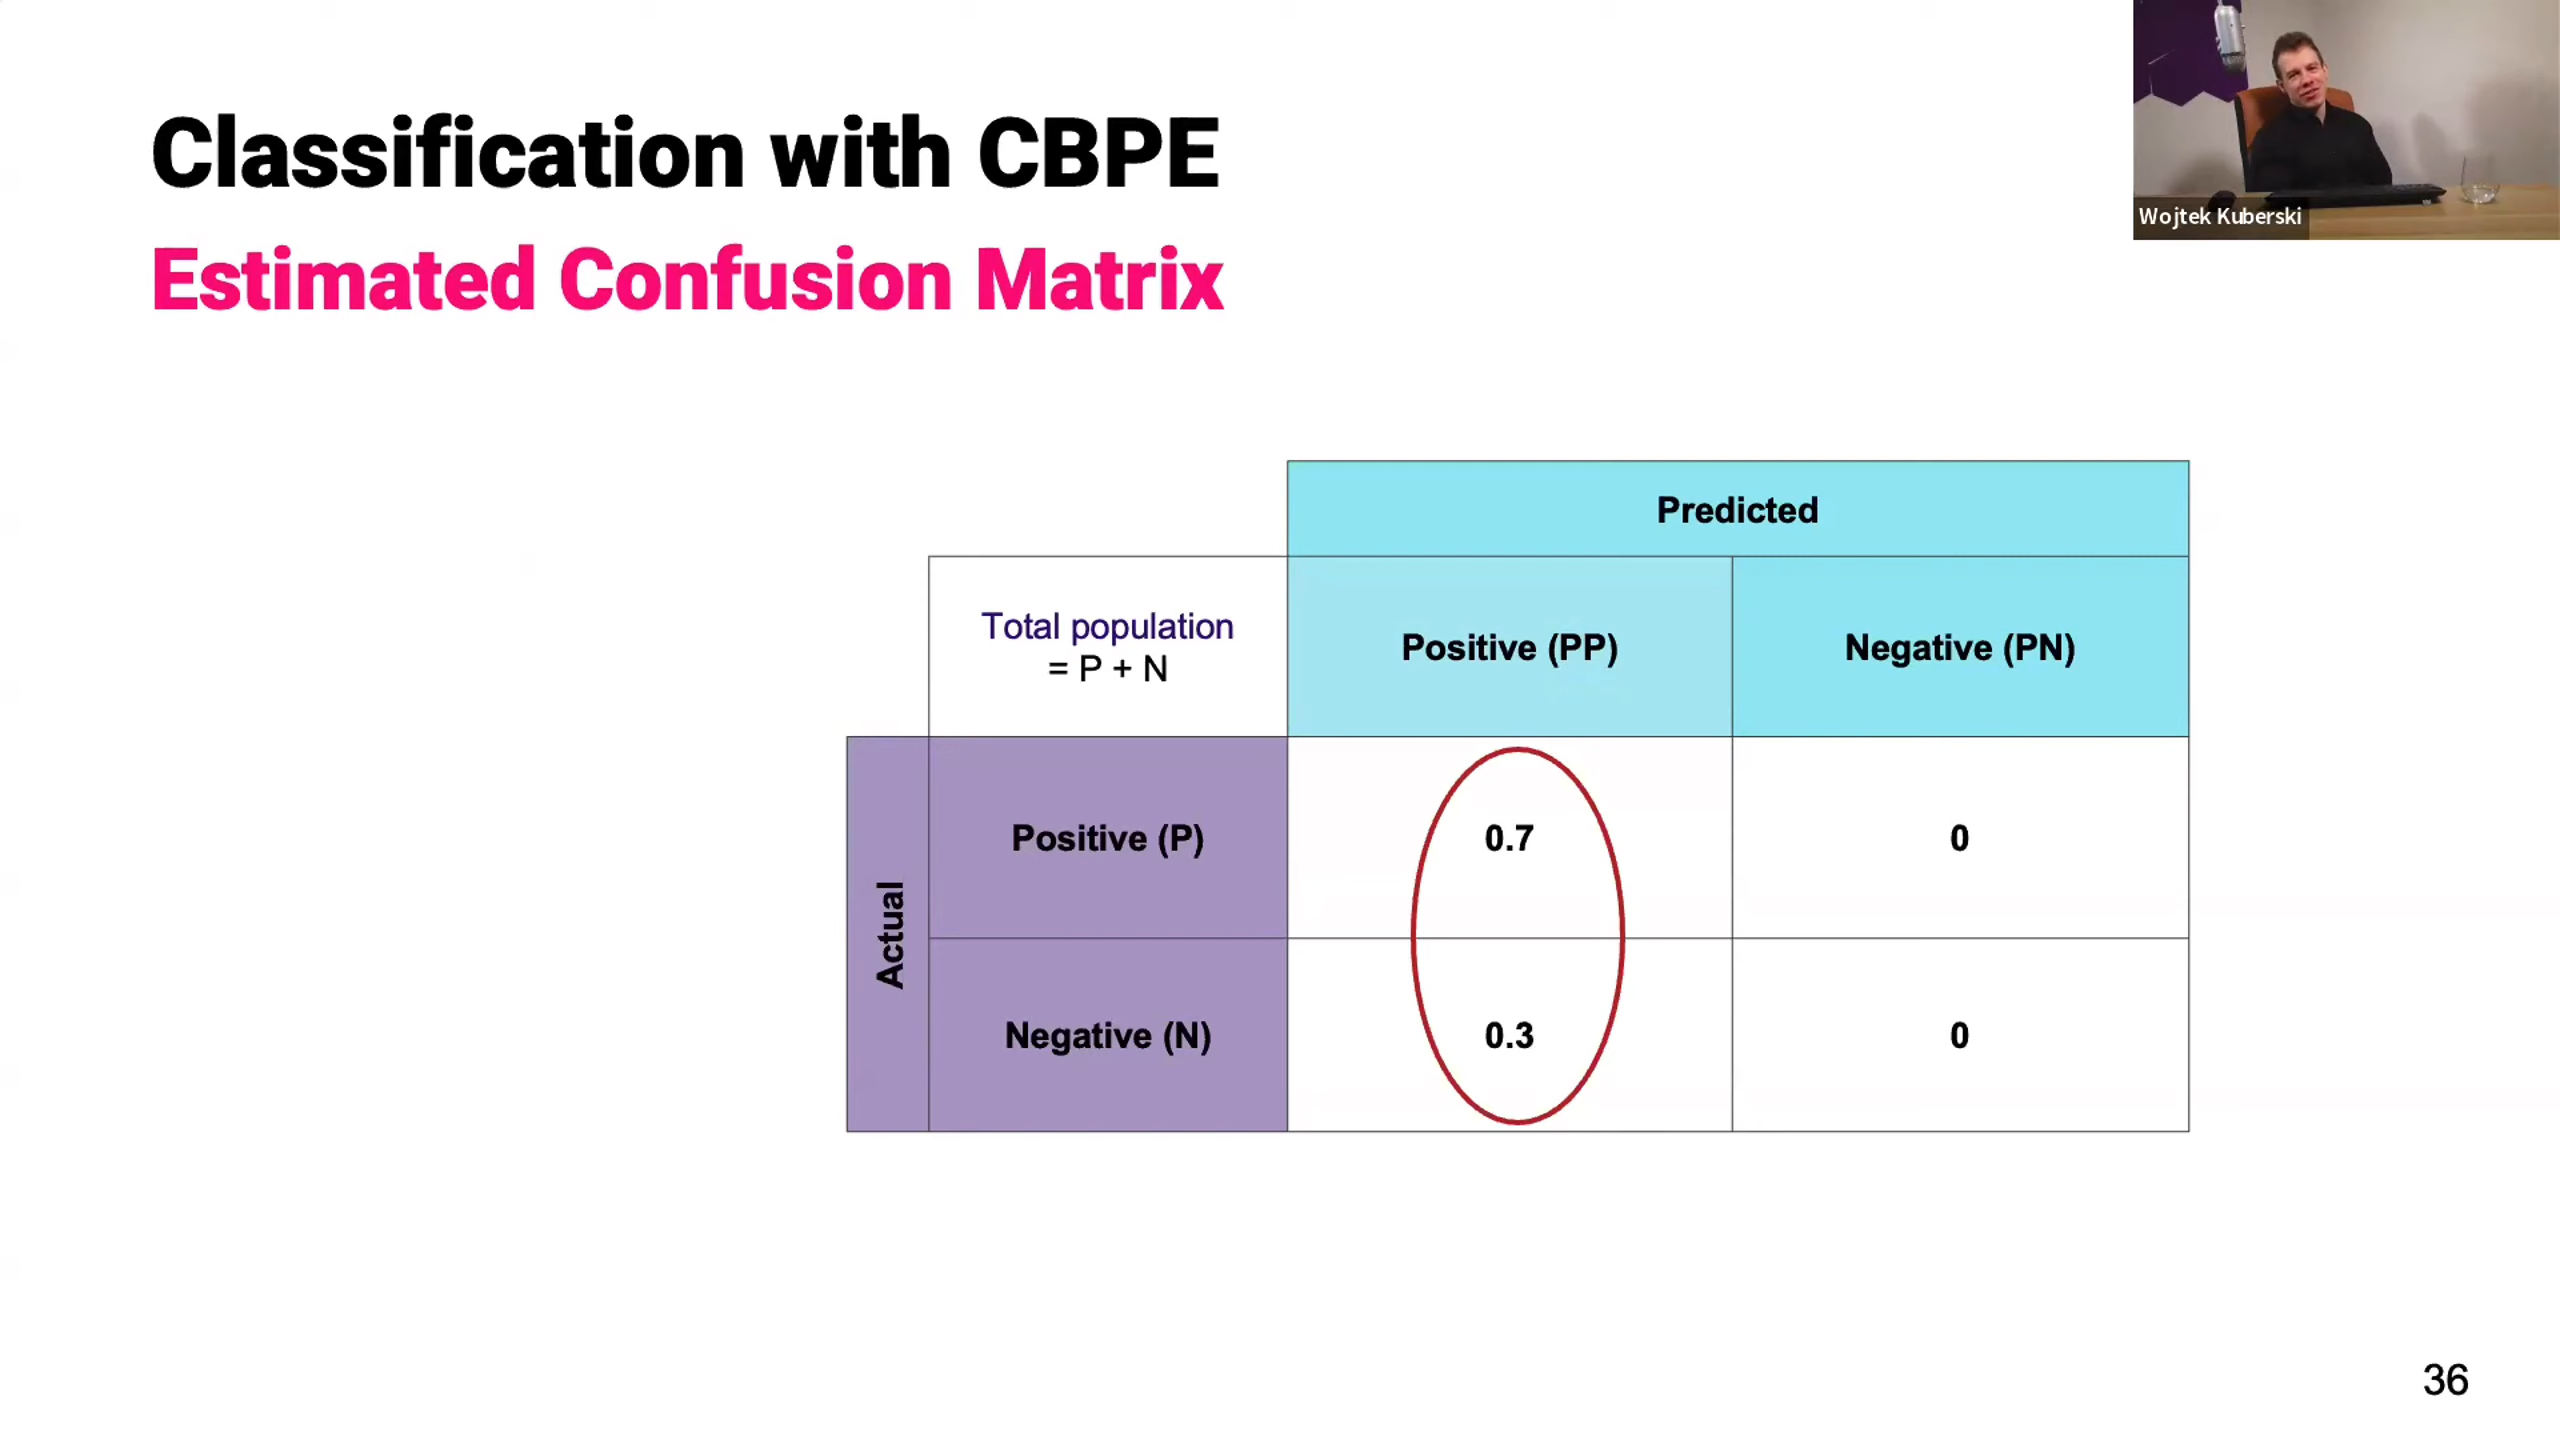 Classification with CBPE
Estimated Confusion Matrix
Wojtek Kuberski
Predicted
Total population
= P + N
Positive (PP)
Negative (PN)
Actual
Positive (P)
0.7
0
Negative (N)
0.3
0
36